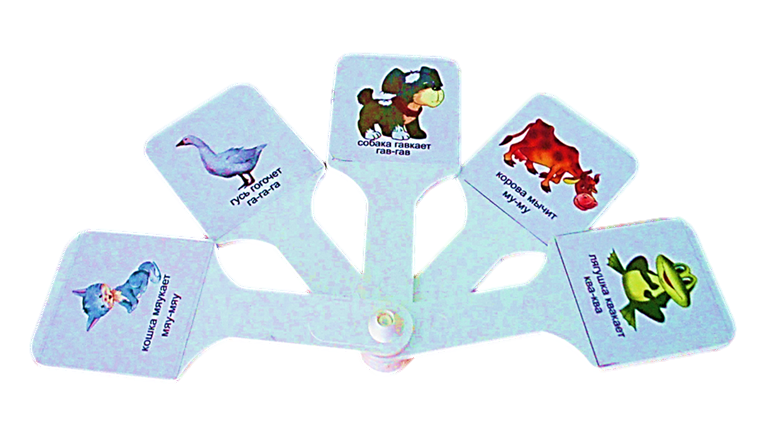 кошка мяукает
мяу-мяу
гусь гогочет
га-га-га
собака гавкает
гав-гав
корова мычит
му-му
лягушка квакает
ква-ква